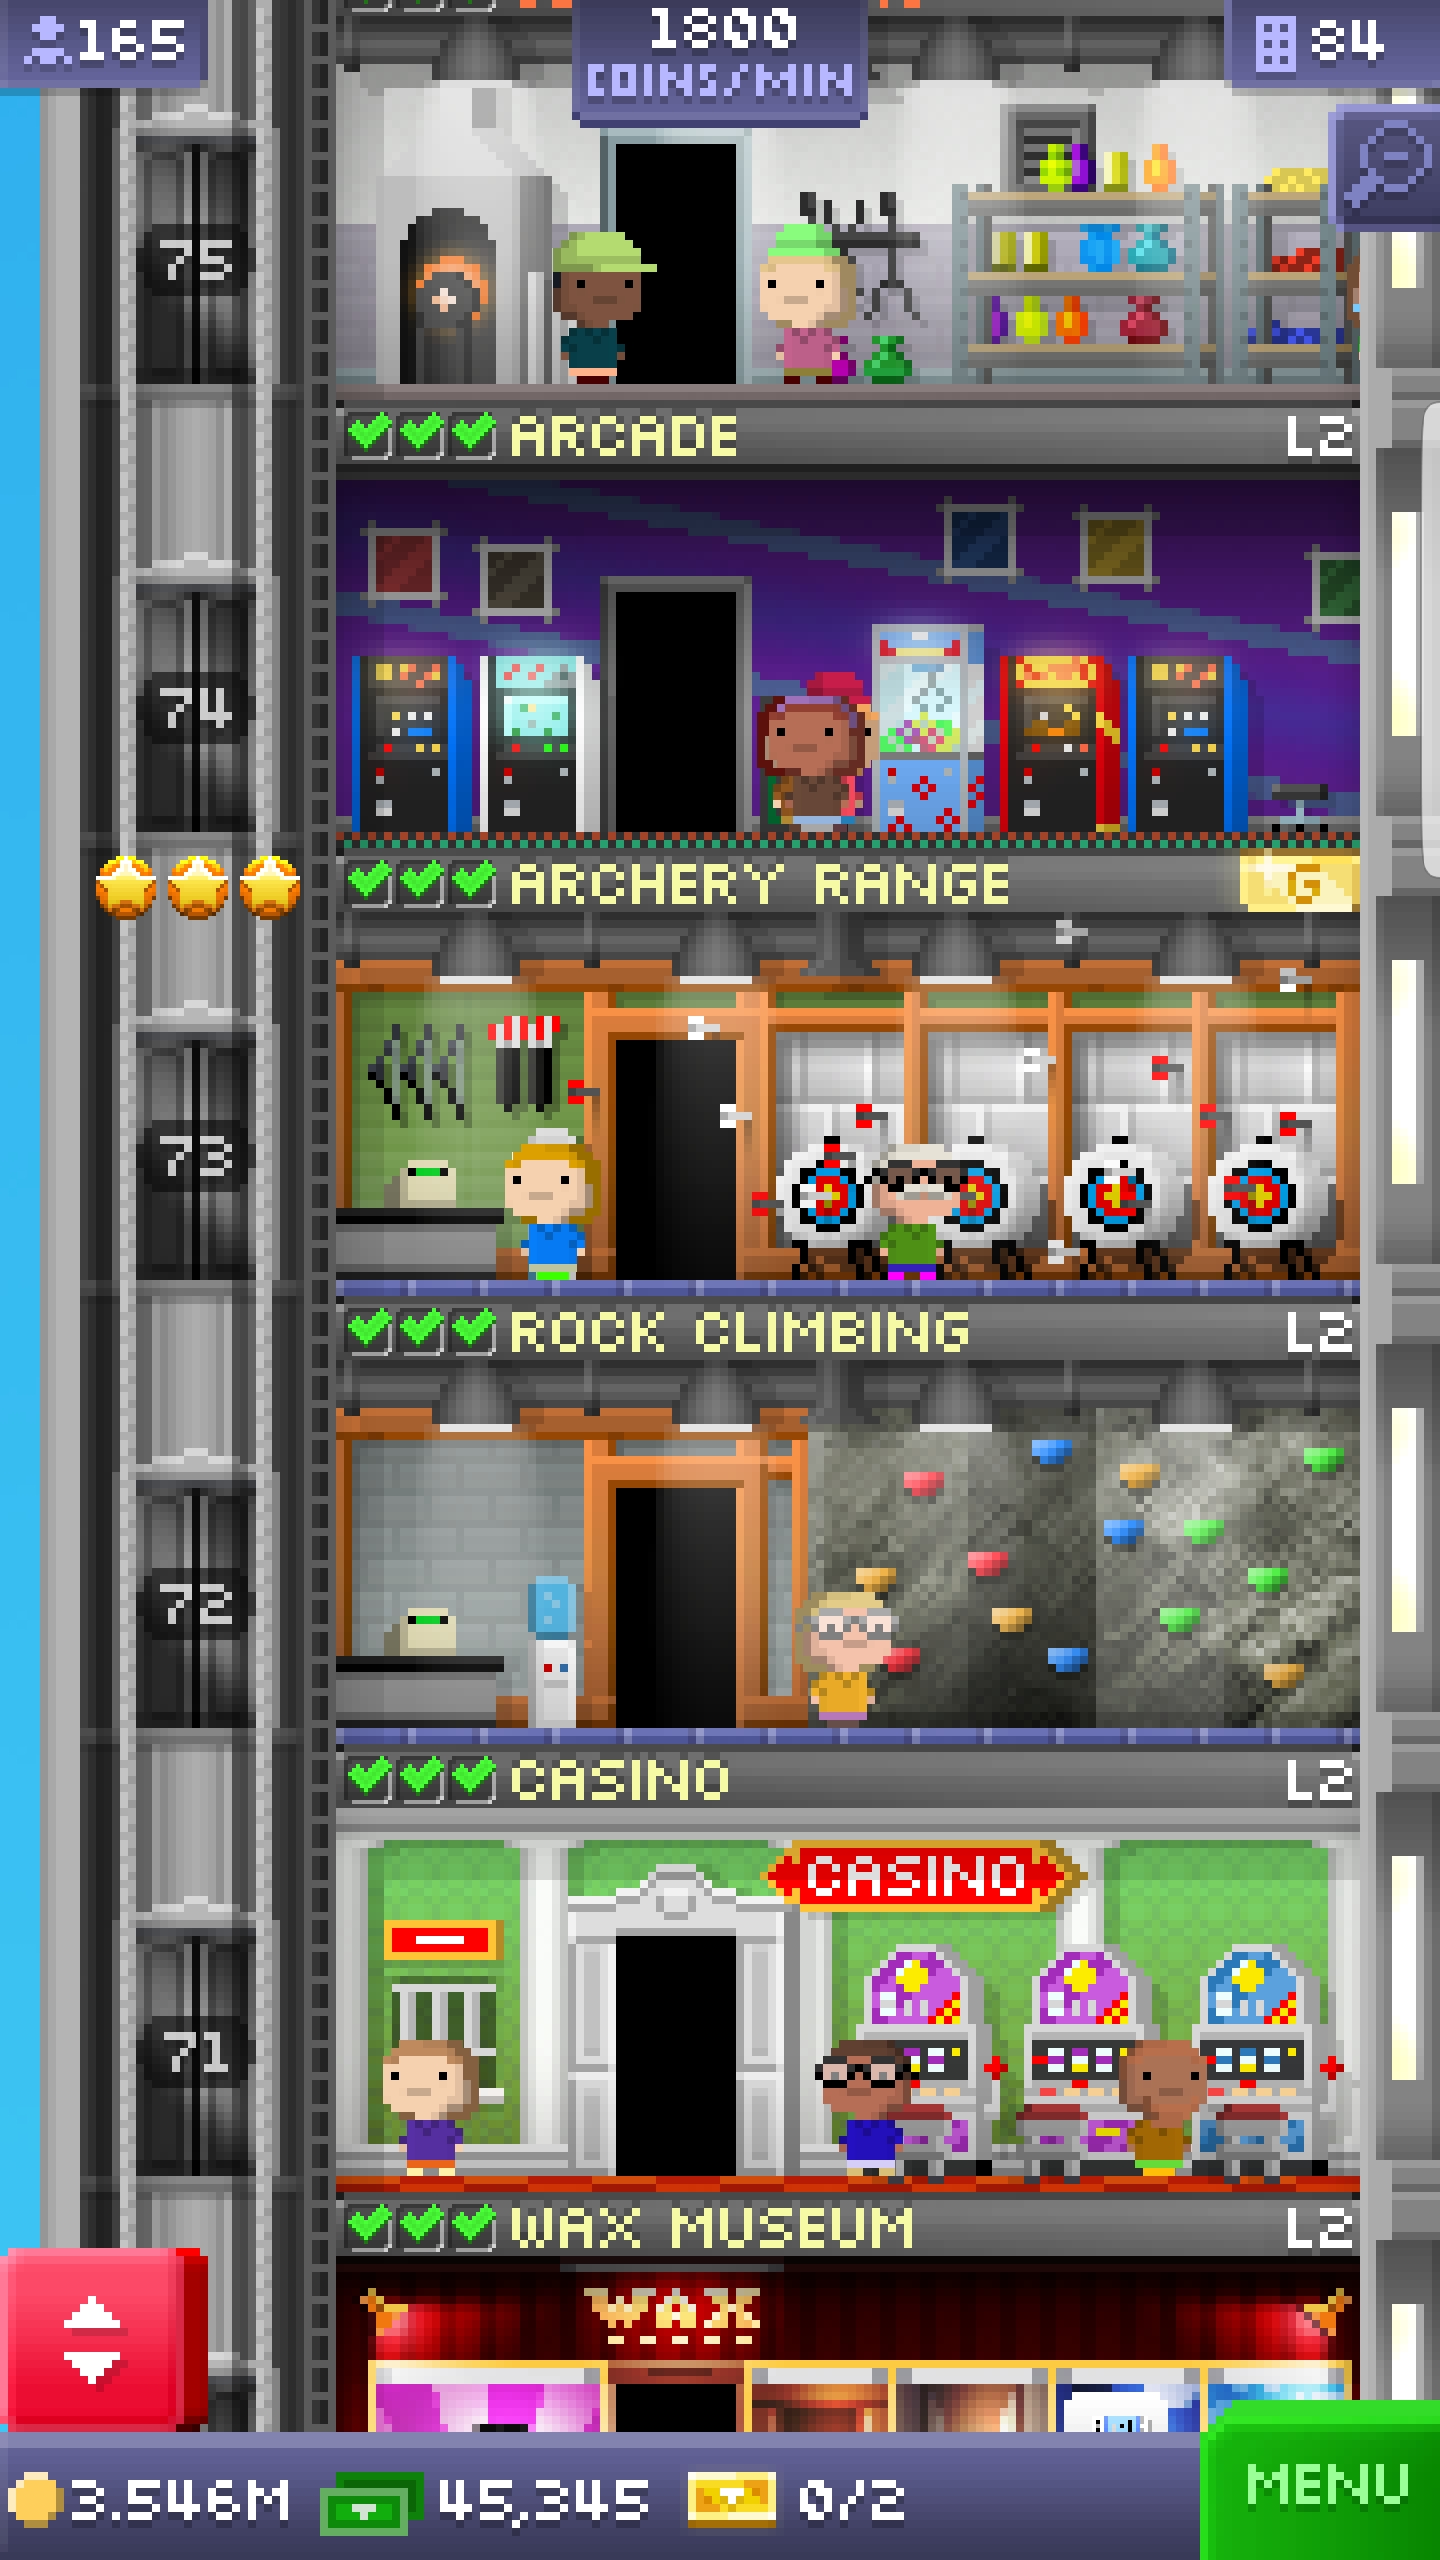 165
1800
COINS/MIN
84
75
ARCADE L2
74
ARCHERY RANGE G
73
ROCK CLIMBING L2
72
CASINO L2
CASINO
71
WAX MUSEUM L2
WAX
3.546M 45,345 0/2
MENU